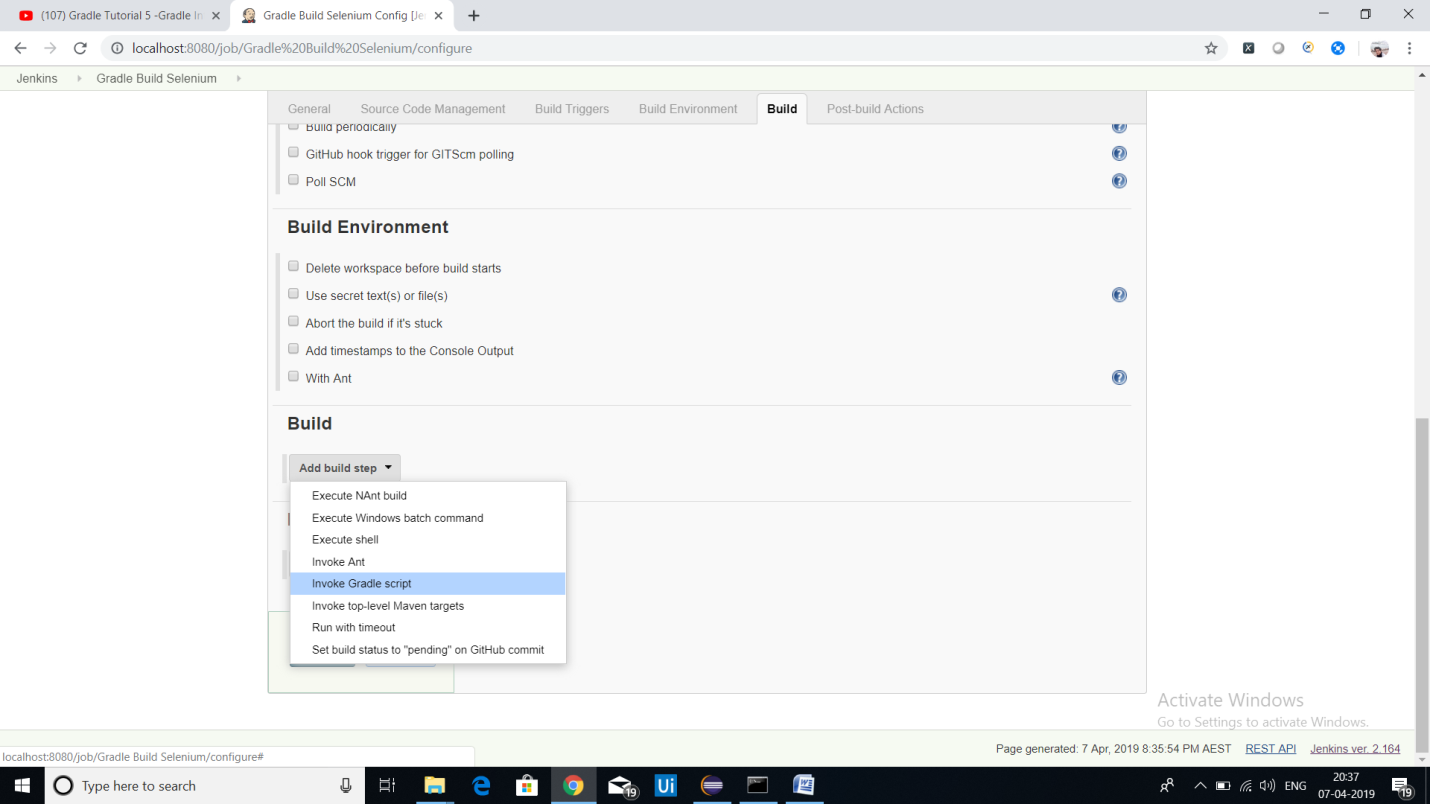 (107) Gradle Tutorial 5 -Gradle In
Gradle Build Selenium Config [Je
localhost:8080/job/Gradle%20Build%20Selenium/configure
Jenkins
Gradle Build Selenium
General
Source Code Management
Build Triggers
Build Environment
Build
Post-build Actions
Build periodically
GitHub hook trigger for GITScm polling
Poll SCM
Build Environment
Delete workspace before build starts
Use secret text(s) or file(s)
Abort the build if it's stuck
Add timestamps to the Console Output
With Ant
Build
Add build step
Execute NAnt build
Execute Windows batch command
Execute shell
Invoke Ant
Invoke Gradle script
Invoke top-level Maven targets
Run with timeout
Set build status to "pending" on GitHub commit
Activate Windows
Go to Settings to activate Windows.
Page generated: 7 Apr, 2019 8:35:54 PM AEST
REST API
Jenkins ver. 2.164
localhost:8080/job/Gradle Build Selenium/configure#
Type here to search
19
Ui
ENG
20:37
07-04-2019
19